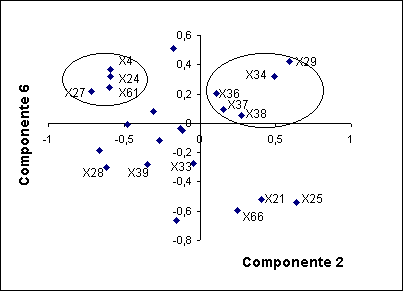 0,6
X4
X29
0,4
X24
X34
X27
X61
0,2
X36
X37
X38
0
-1
-0,5
0
0,5
1
-0,2
X28
X39
X33
-0,4
X21
X25
-0,6
X66
-0,8
Componente 6
Componente 2